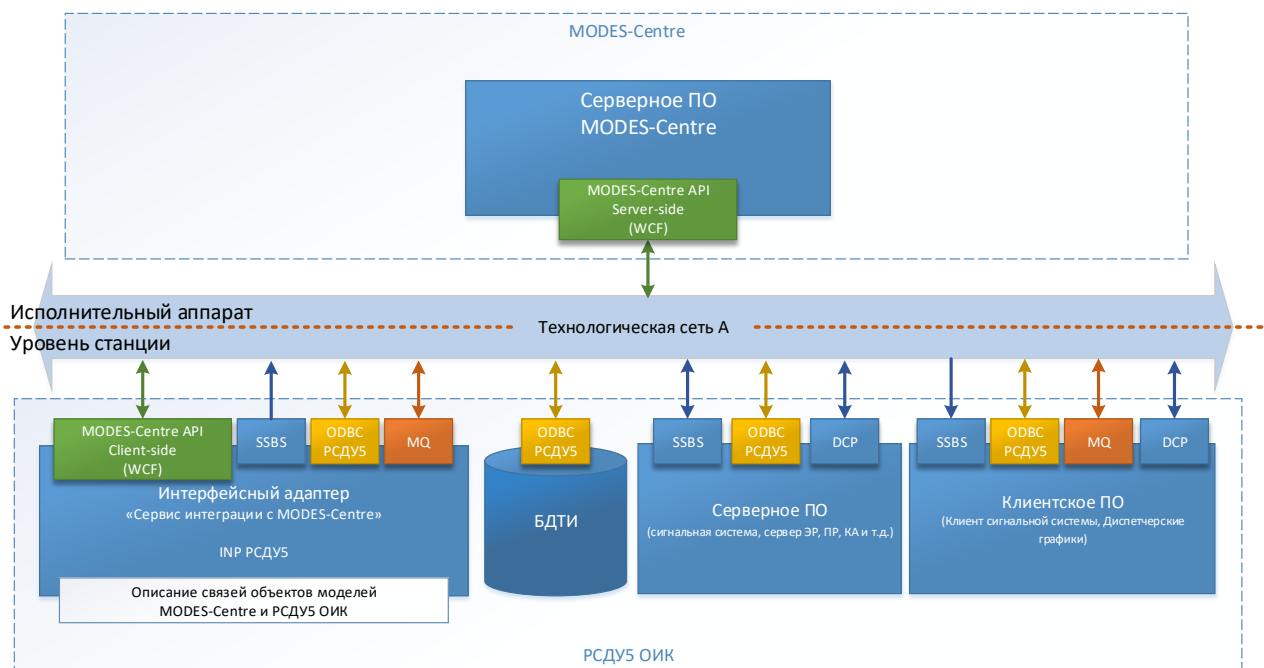 MODES-Centre
Серверное ПО
MODES-Centre
MODES-Centre API
Server-side
(WCF)
Исполнительный аппарат
Технологическая сеть А
Уровень станции
MODES-Centre API
Client-side
(WCF)
SSBS
ODBC
РСДУ5
MQ
Интерфейсный адаптер
«Сервис интеграции с MODES-Centre»
INP РСДУ5
Описание связей объектов моделей
MODES-Centre и РСДУ5 ОИК
ODBC
РСДУ5
БДТИ
SSBS
ODBC
РСДУ5
DCP
Серверное ПО
(сигнальная система, сервер ЭР, ПР, КА и т.д.)
SSBS
ODBC
РСДУ5
MQ
DCP
Клиентское ПО
(Клиент сигнальной системы, Диспетчерские
графики)
РСДУ5 ОИК